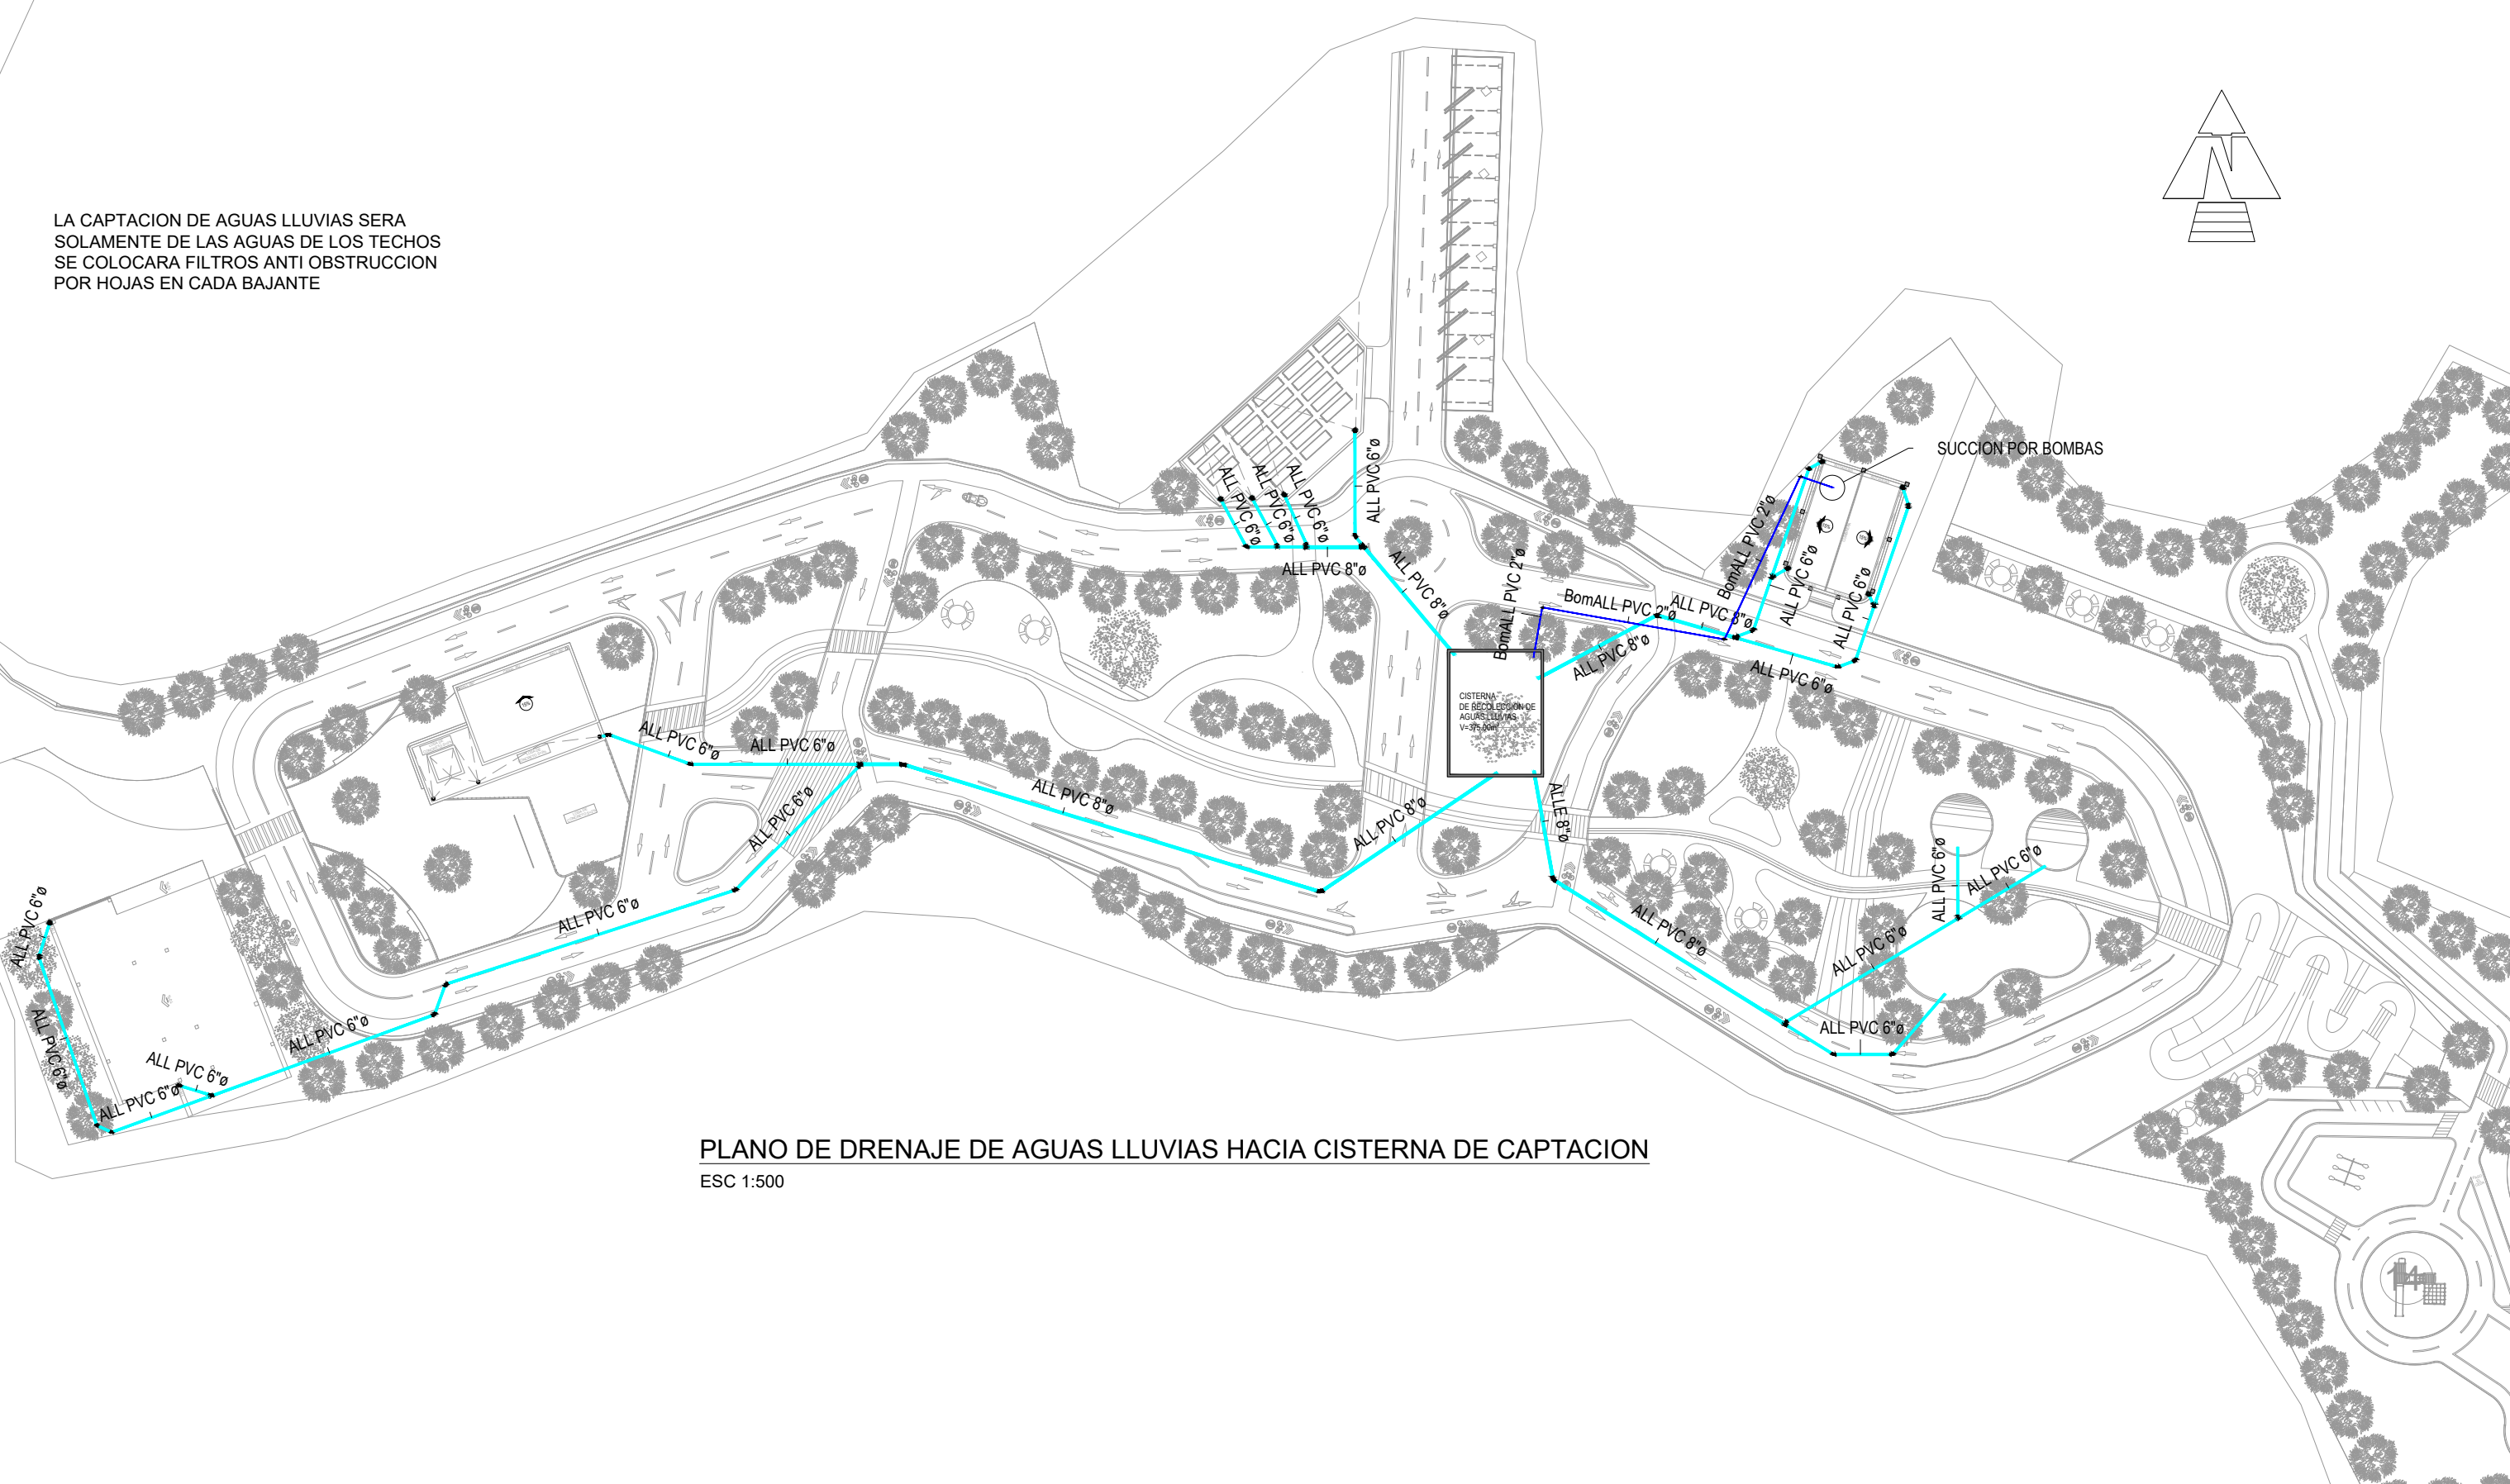 LA CAPTACION DE AGUAS LLUVIAS SERA
SOLAMENTE DE LAS AGUAS DE LOS TECHOS
SE COLOCARA FILTROS ANTI OBSTRUCCION
POR HOJAS EN CADA BAJANTE
N
SUCCION POR BOMBAS
ALL PVC 6"ø
ALL PVC 6"ø
ALL PVC 6"ø
ALL PVC 6"ø
ALL PVC 8"ø
ALL PVC 8"ø
BomALL PVC 2"ø
BomALL PVC 2"ø
BomALL PVC 2"ø
ALL PVC 8"ø
ALL PVC 8"ø
ALL PVC 6"ø
ALL PVC 6"ø
ALL PVC 6"ø
CISTERNA
DE RECOLECCION DE
AGUAS LLUVIAS
ALL PVC 6"ø
ALL PVC 6"ø
ALL PVC 6"ø
ALL PVC 8"ø
ALL PVC 8"ø
ALLE 8"ø
ALL PVC 6"ø
ALL PVC 6"ø
ALL PVC 6"ø
ALL PVC 8"ø
ALL PVC 6"ø
ALL PVC 6"ø
ALL PVC 6"ø
ALL PVC 6"ø
ALL PVC 6"ø
ALL PVC 6"ø
ALL PVC 6"ø
PLANO DE DRENAJE DE AGUAS LLUVIAS HACIA CISTERNA DE CAPTACION
ESC 1:500
14